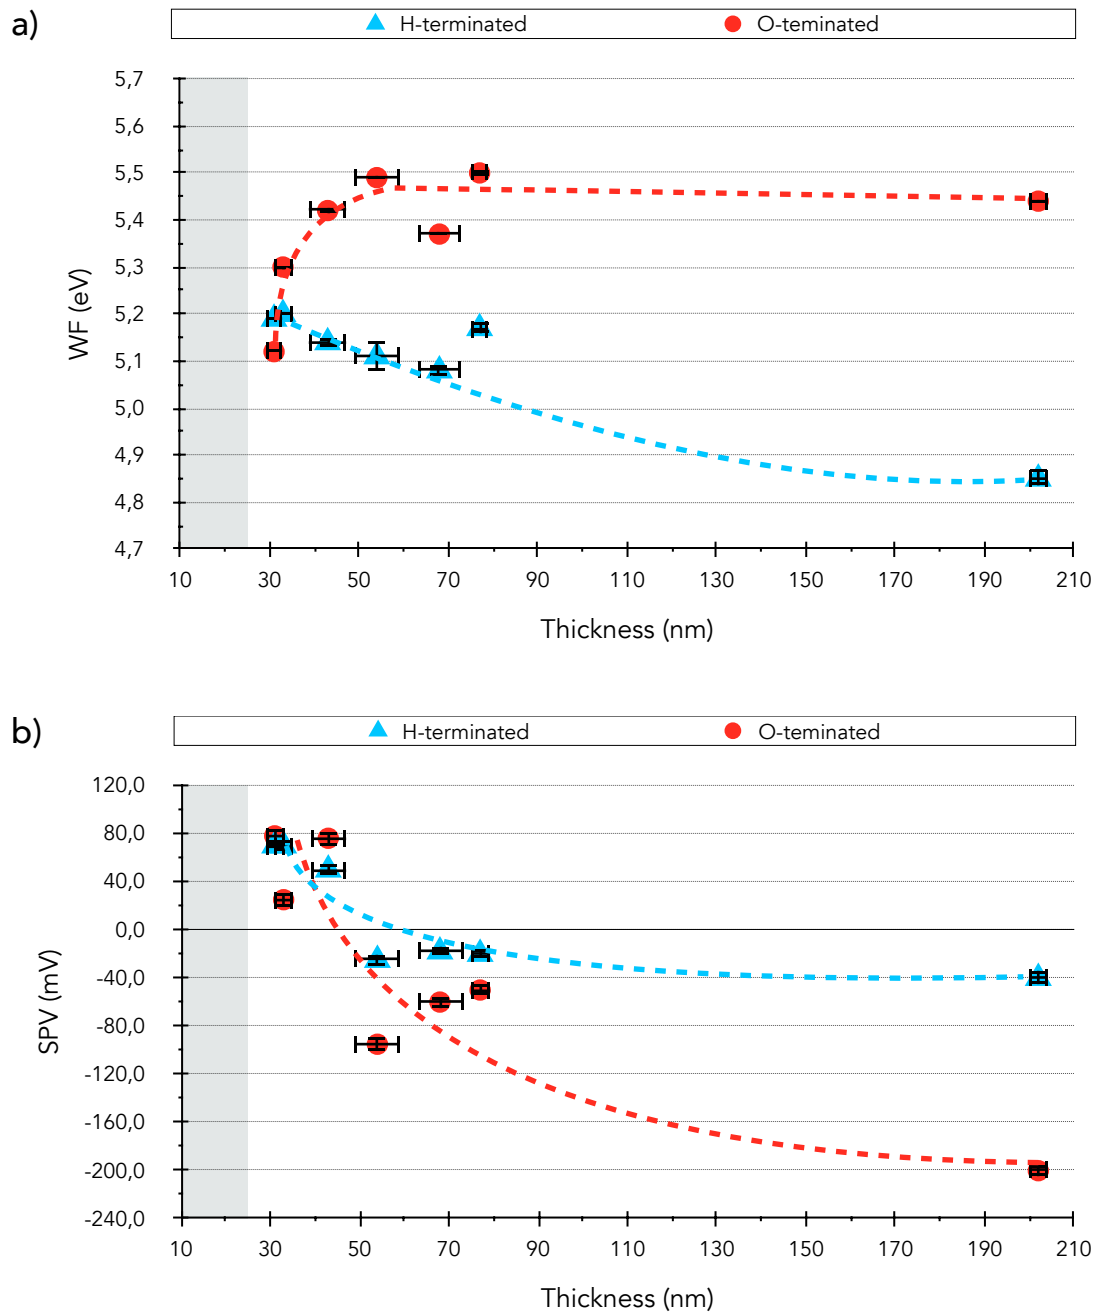 a)
H-terminated O-teminated
5,7
5,6
5,5
5,4
5,3
5,2
5,1
5,0
4,9
4,8
4,7
WF (eV)
10 30 50 70 90 110 130 150 170 190 210
Thickness (nm)
b)
H-terminated O-teminated
120,0
80,0
40,0
0,0
-40,0
-80,0
-120,0
-160,0
-200,0
-240,0
SPV (mV)
10 30 50 70 90 110 130 150 170 190 210
Thickness (nm)